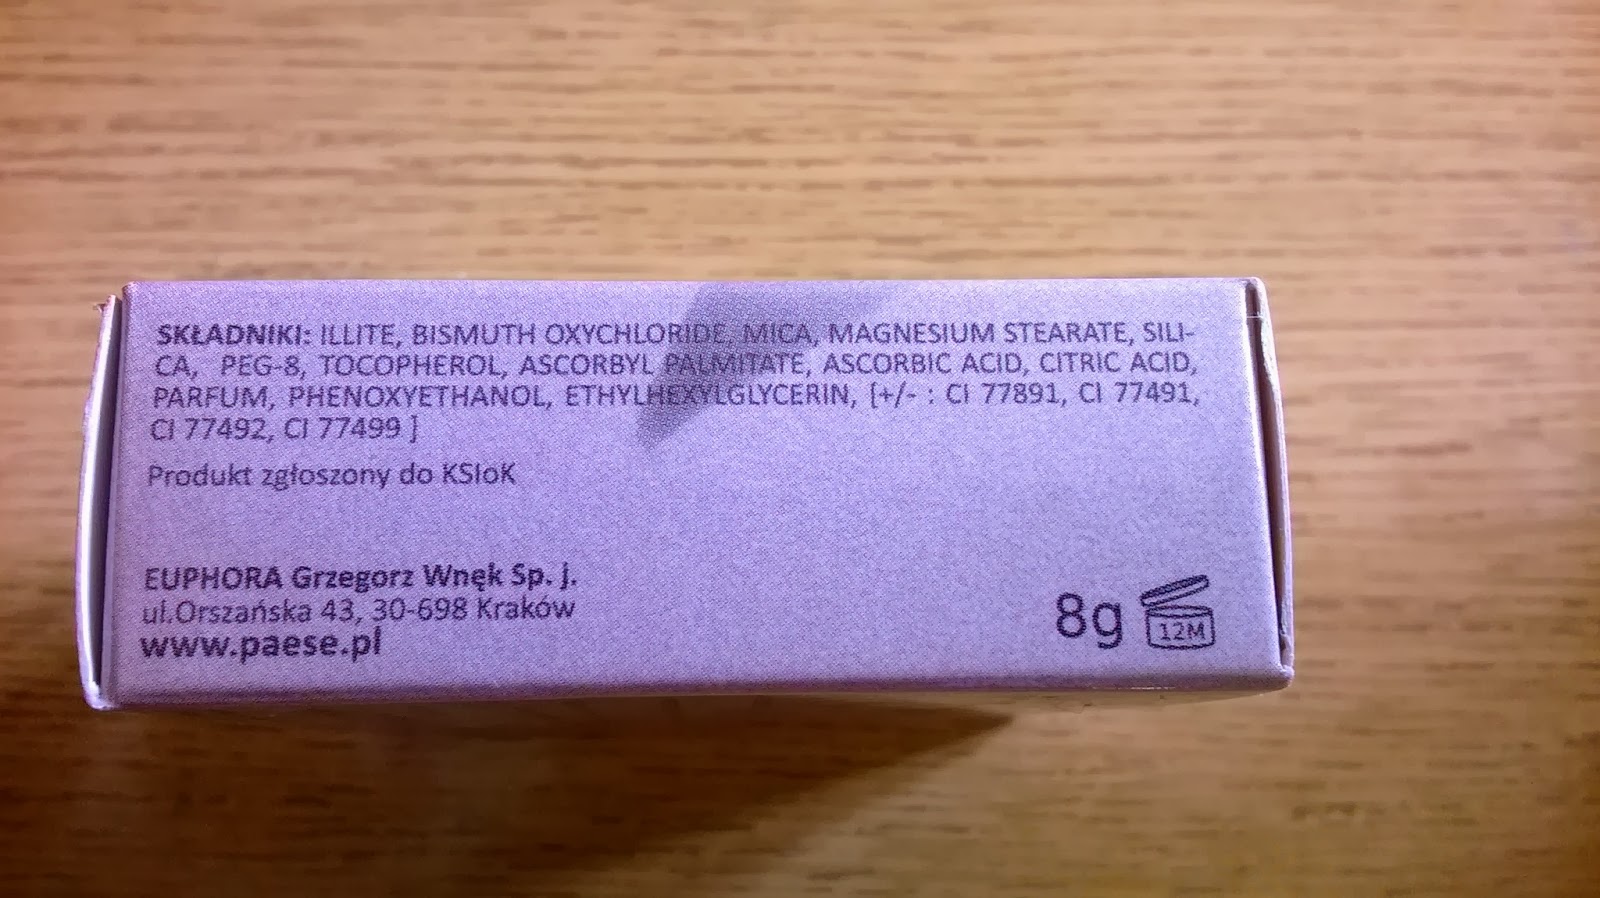 SKŁADNIKI: ILLITE, BISMUTH OXYCHLORIDE, MICA, MAGNESIUM STEARATE, SILI-
CA, PEG-8, TOCOPHEROL, ASCORBYL PALMITATE, ASCORBIC ACID, CITRIC ACID,
PARFUM, PHENOXYETHANOL, ETHYLHEXYLGLYCERIN, [+/- : CI 77891, CI 77491,
CI 77492, CI 77499 ]
Produkt zgłoszony do KSIoK
EUPHORA Grzegorz Wnęk Sp. j.
ul.Orszańska 43, 30-698 Kraków
www.paese.pl
8g
12M